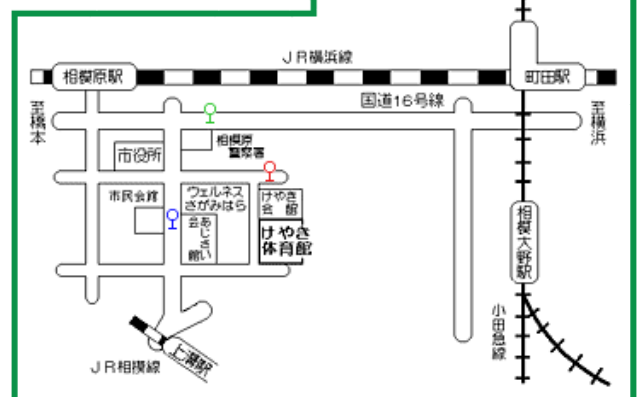 JR横浜線
相模原駅
町田駅
至橋本
国道16号線
至横浜
相模原
警察署
市役所
市民会館
ウェルネス
さがみはら
けやき
会館
あじさい
会館
けやき
体育館
相模大野駅
小田急線
JR相模線
上溝駅